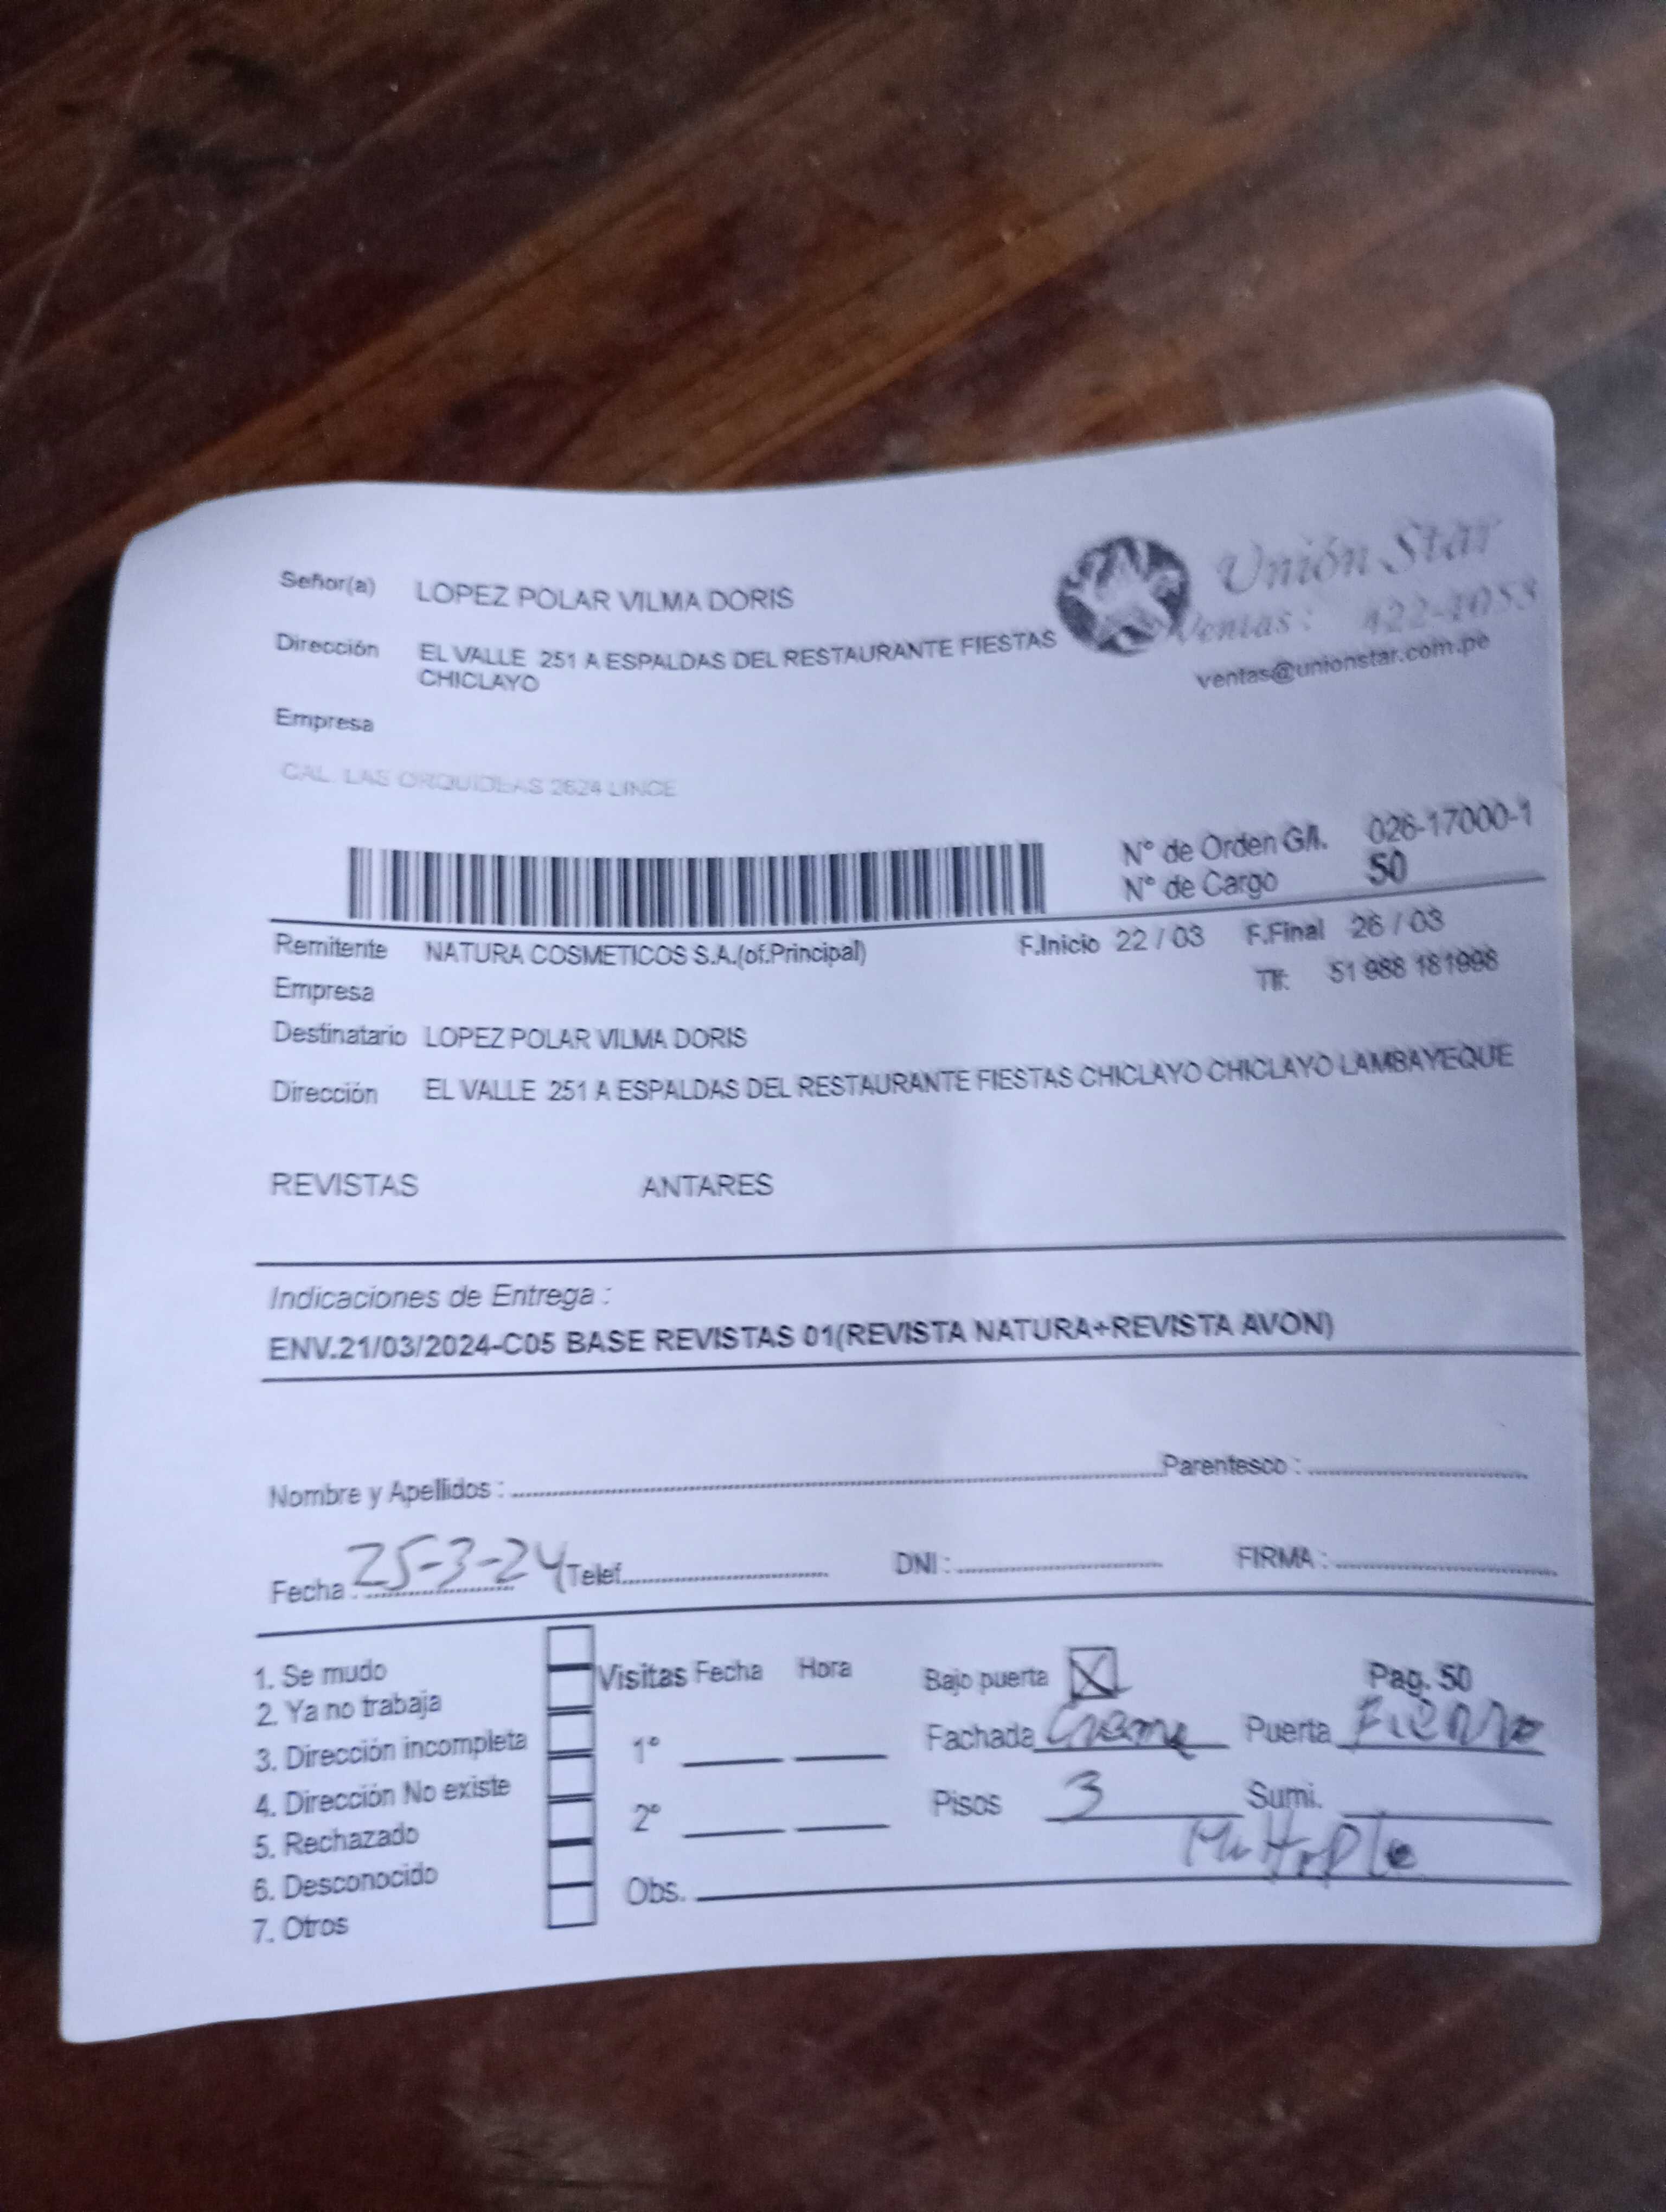 Señor(a) LOPEZ POLAR VILMA DORIS
Unión Star
Ventas: 422-1053
ventas@unionstar.com.pe
Dirección EL VALLE 251 A ESPALDAS DEL RESTAURANTE FIESTAS
CHICLAYO
Empresa
CAL. LAS ORQUIDEAS 2624 LINCE
Nº de Orden G/I. 026-17000-1
Nº de Cargo 50
Remitente NATURA COSMETICOS S.A.(of.Principal) F.Inicio 22 / 03 F.Final 26 / 03
Empresa Tlf: 51 988 181998
Destinatario LOPEZ POLAR VILMA DORIS
Dirección EL VALLE 251 A ESPALDAS DEL RESTAURANTE FIESTAS CHICLAYO CHICLAYO LAMBAYEQUE
REVISTAS ANTARES
Indicaciones de Entrega :
ENV.21/03/2024-C05 BASE REVISTAS 01(REVISTA NATURA+REVISTA AVON)
Nombre y Apellidos : Parentesco :
Fecha : 25-3-24 Telef. DNI : FIRMA :
1. Se mudo Visitas Fecha Hora Bajo puerta X Pag. 50
2. Ya no trabaja
3. Dirección incompleta 1º Fachada Crema Puerta Fierro
4. Dirección No existe
5. Rechazado 2º Pisos 3 Sumi.
Multiple
6. Desconocido Obs.
7. Otros